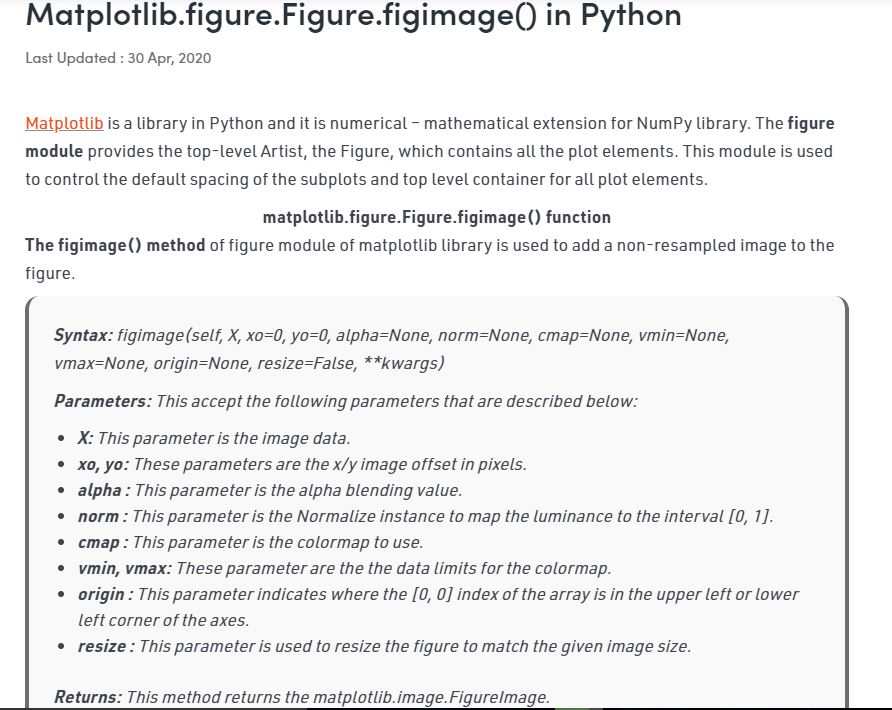 Matplotlib.figure.Figure.figimage() in Python
Last Updated : 30 Apr, 2020
Matplotlib is a library in Python and it is numerical – mathematical extension for NumPy library. The figure
module provides the top-level Artist, the Figure, which contains all the plot elements. This module is used
to control the default spacing of the subplots and top level container for all plot elements.
matplotlib.figure.Figure.figimage() function
The figimage() method of figure module of matplotlib library is used to add a non-resampled image to the
figure.
Syntax: figimage(self, X, xo=0, yo=0, alpha=None, norm=None, cmap=None, vmin=None,
vmax=None, origin=None, resize=False, **kwargs)
Parameters: This accept the following parameters that are described below:
• X: This parameter is the image data.
• xo, yo: These parameters are the x/y image offset in pixels.
• alpha : This parameter is the alpha blending value.
• norm : This parameter is the Normalize instance to map the luminance to the interval [0, 1].
• cmap : This parameter is the colormap to use.
• vmin, vmax: These parameter are the the data limits for the colormap.
• origin : This parameter indicates where the [0, 0] index of the array is in the upper left or lower
left corner of the axes.
• resize : This parameter is used to resize the figure to match the given image size.
Returns: This method returns the matplotlib.image.FigureImage.